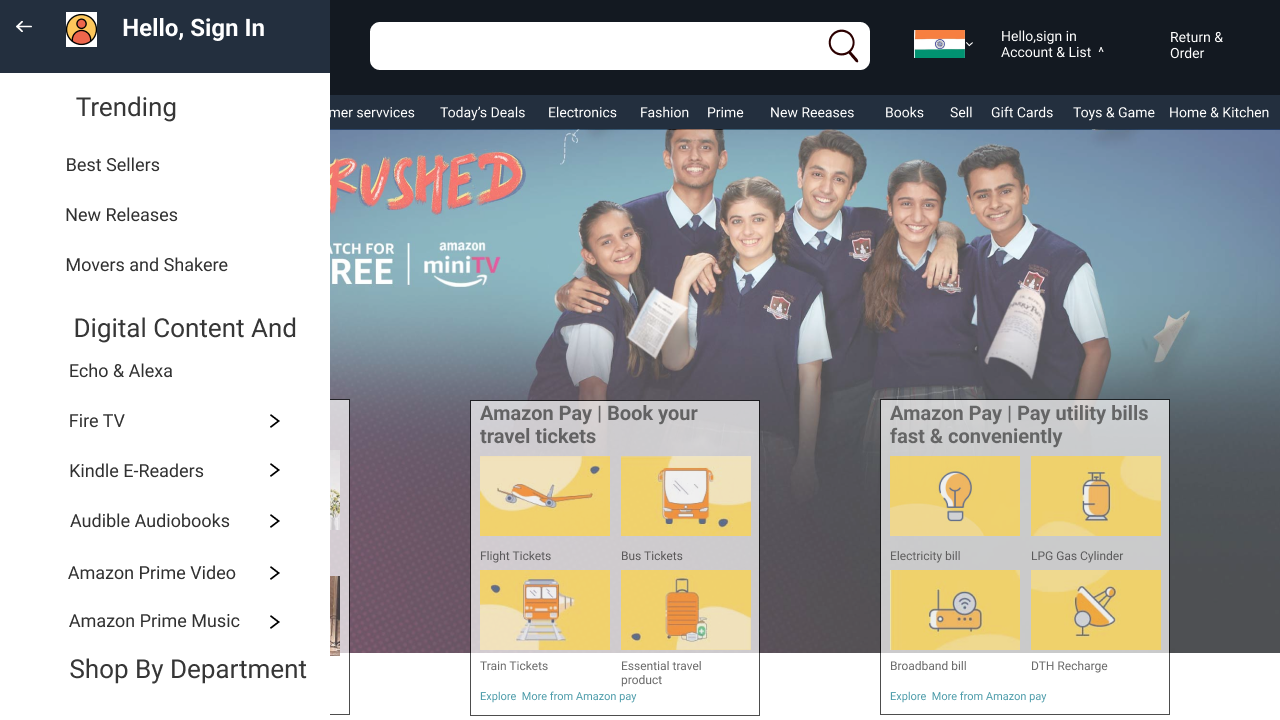 Hello, Sign In
Trending
Best Sellers
New Releases
Movers and Shakere
Digital Content And
Echo & Alexa
Fire TV
Kindle E-Readers
Audible Audiobooks
Amazon Prime Video
Amazon Prime Music
Shop By Department
Hello,sign in
Account & List ^
Return &
Order
mer servvices Today's Deals Electronics Fashion Prime New Reeases Books Sell Gift Cards Toys & Game Home & Kitchen
RUSHED
ATCH FOR
REE
amazon
miniTV
Amazon Pay | Book your
travel tickets
Flight Tickets
Bus Tickets
Train Tickets
Essential travel
product
Explore More from Amazon pay
Amazon Pay | Pay utility bills
fast & conveniently
Electricity bill
LPG Gas Cylinder
Broadband bill
DTH Recharge
Explore More from Amazon pay